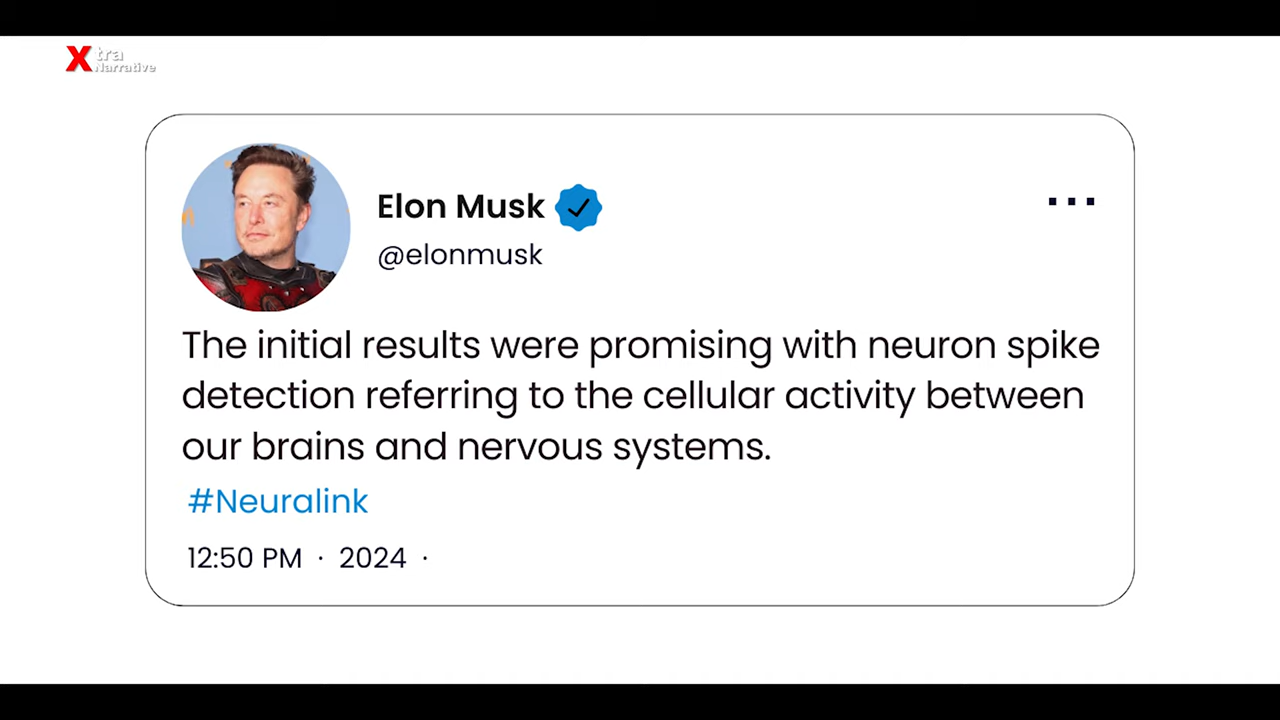 Xtra
Narrative
Elon Musk
@elonmusk
The initial results were promising with neuron spike
detection referring to the cellular activity between
our brains and nervous systems.
#Neuralink
12:50 PM · 2024 ·